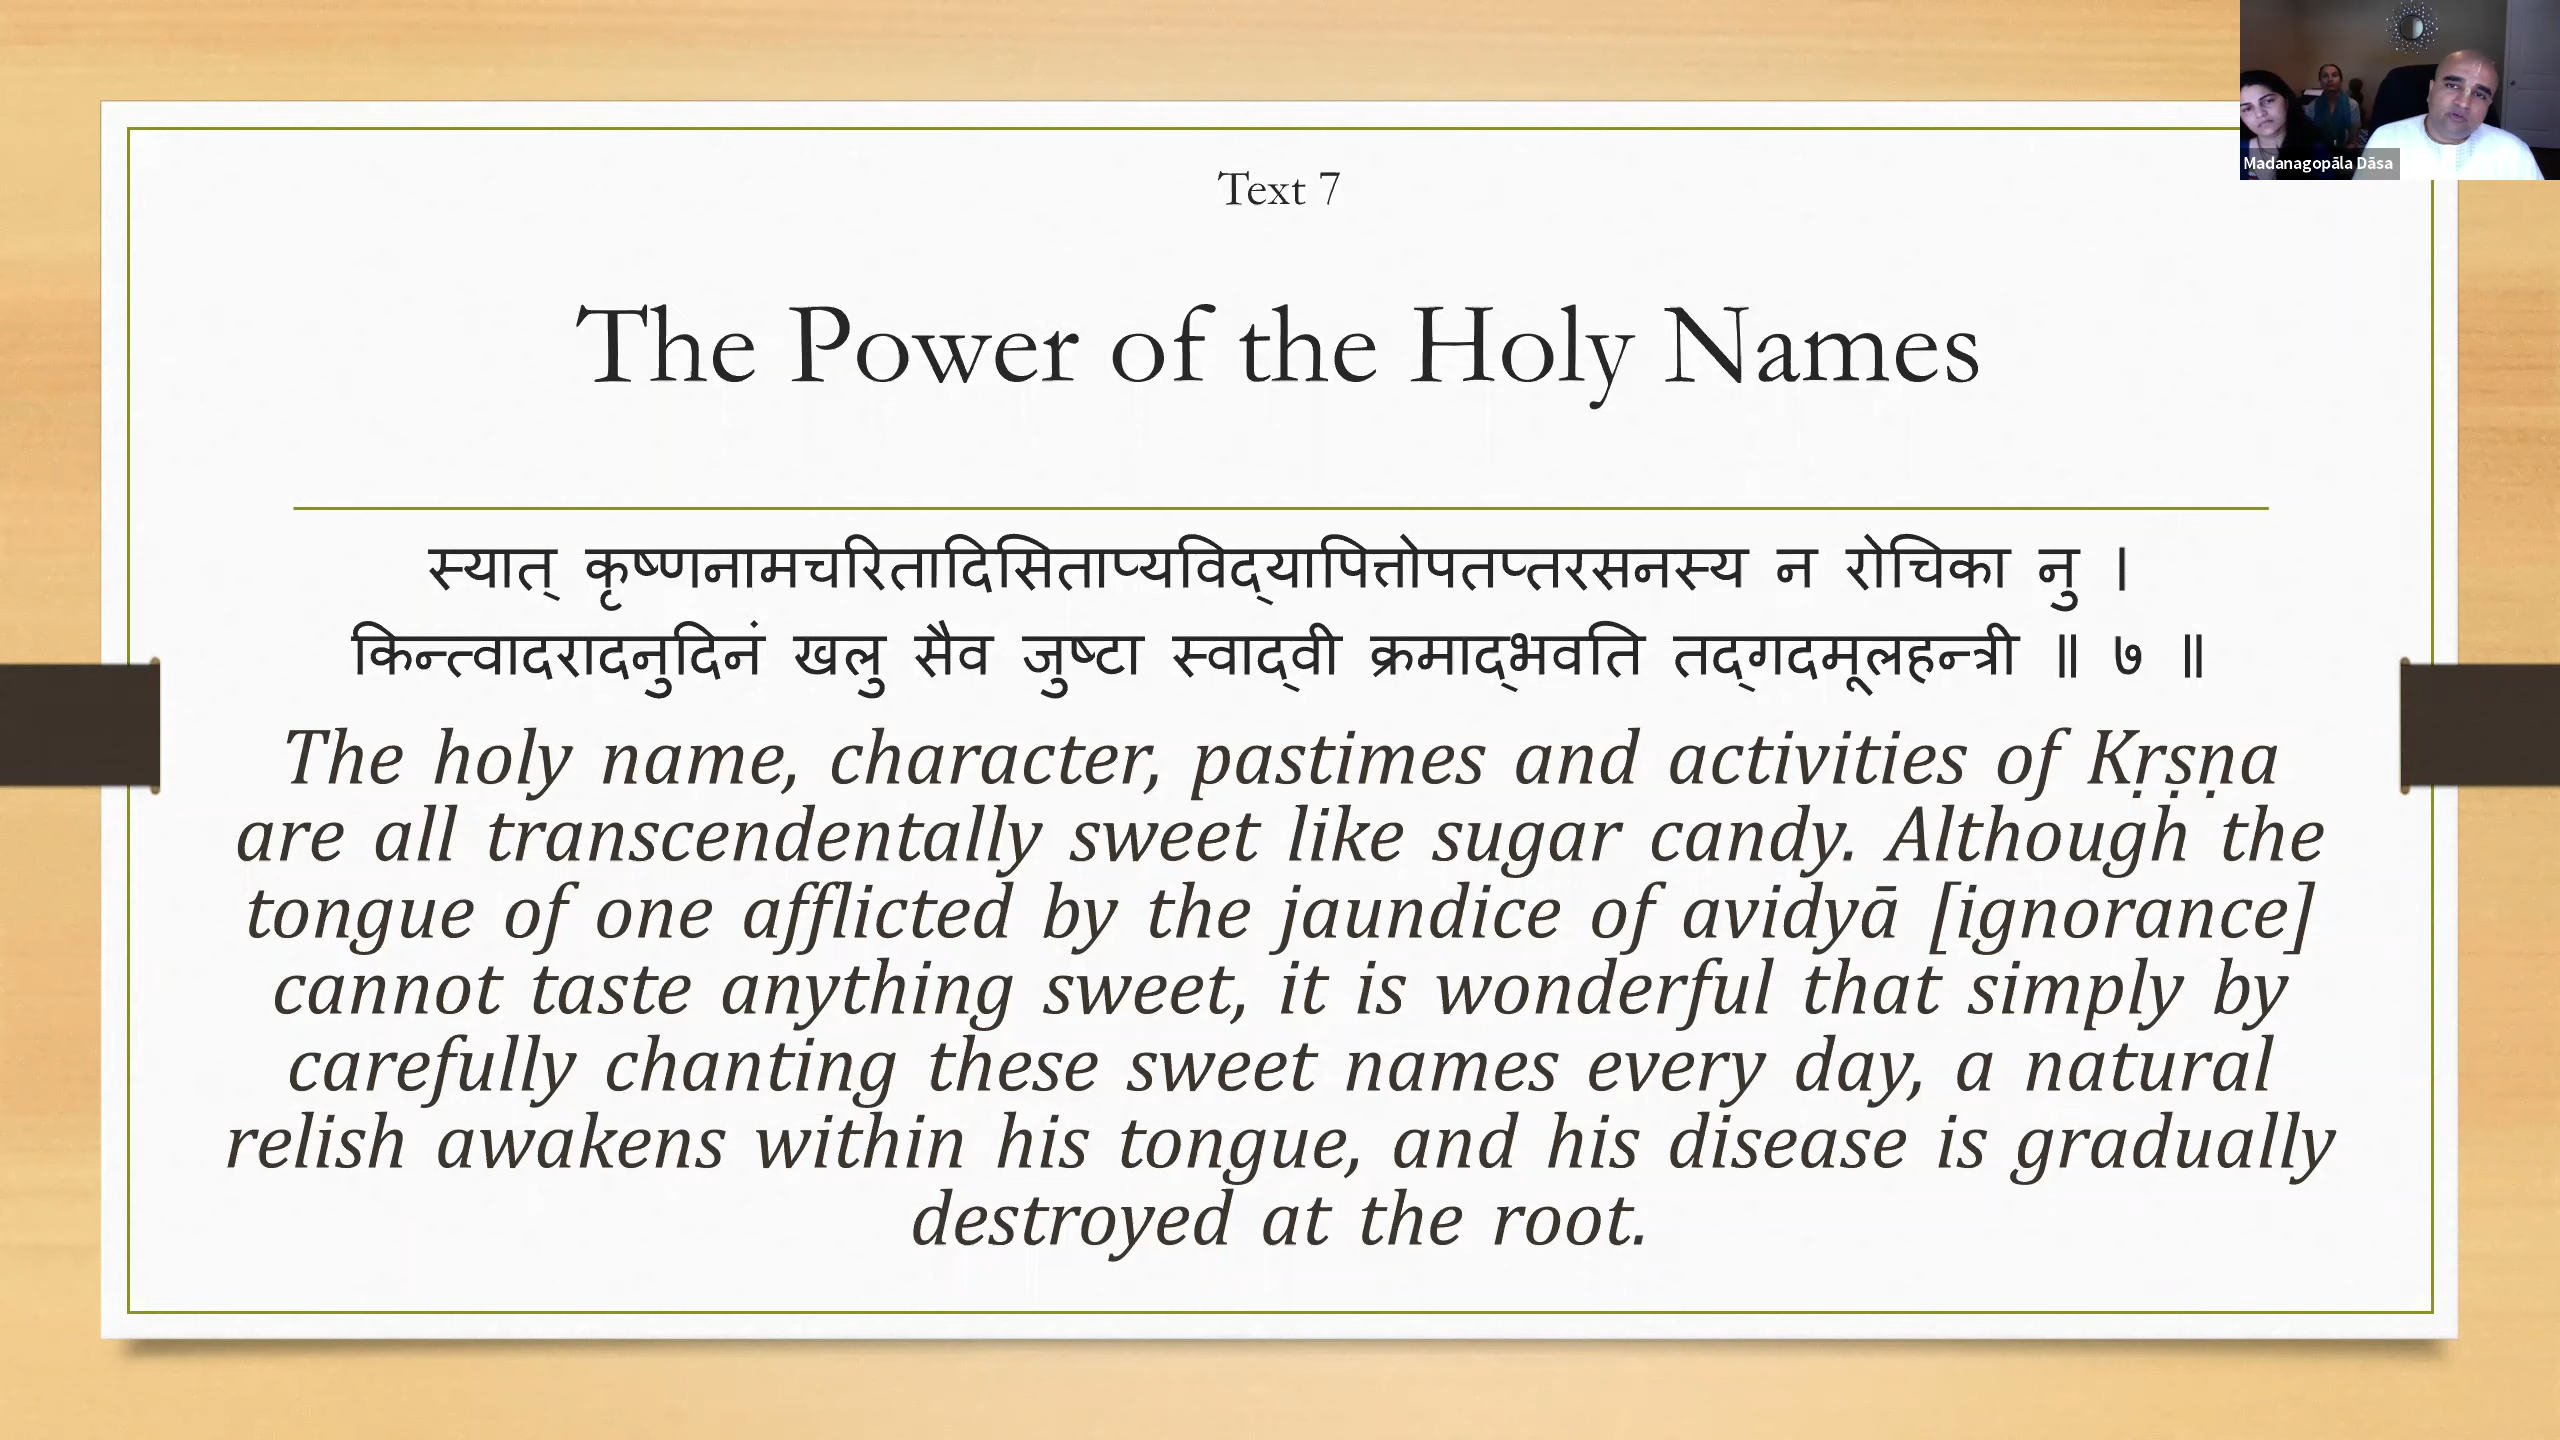 Madanagopāla Dāsa
Text 7
The Power of the Holy Names
स्यात् कृष्णनामचरितादिसिताप्यविद्यापित्तोपतप्तरसनस्य न रोचिका नु ।
किन्त्वादरादनुदिनं खलु सैव जुष्टा स्वाद्वी क्रमाद्भवति तद्गदमूलहन्त्री ॥ ७ ॥
The holy name, character, pastimes and activities of Kṛṣṇa
are all transcendentally sweet like sugar candy. Although the
tongue of one afflicted by the jaundice of avidyā [ignorance]
cannot taste anything sweet, it is wonderful that simply by
carefully chanting these sweet names every day, a natural
relish awakens within his tongue, and his disease is gradually
destroyed at the root.